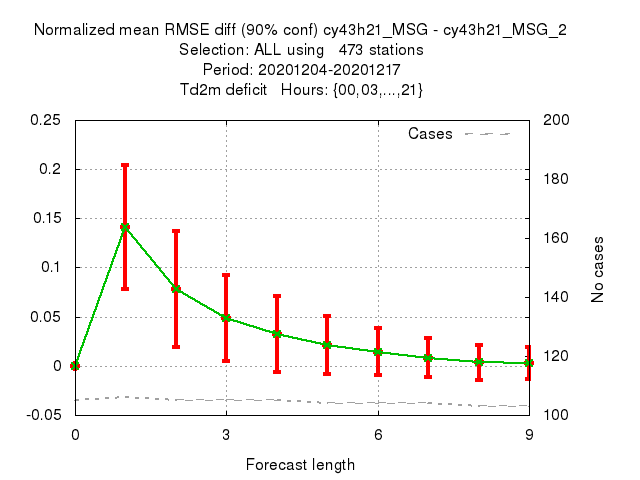 Normalized mean RMSE diff (90% conf) cy43h21_MSG - cy43h21_MSG_2
Selection: ALL using   473 stations
Period: 20201204-20201217
Td2m deficit   Hours: {00,03,...,21}
0.25
0.2
0.15
0.1
0.05
0
-0.05
Cases
200
180
160
140
120
100
No cases
0
3
6
9
Forecast length